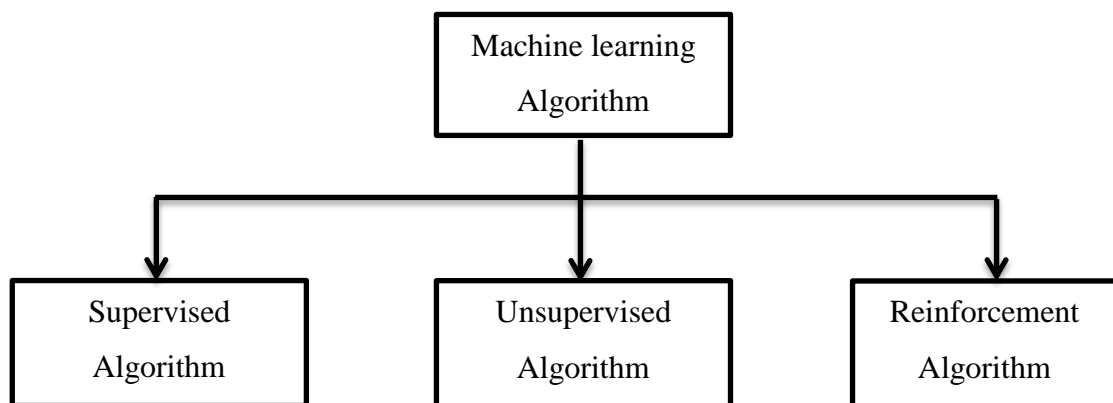 Machine learning
Algorithm
Supervised
Algorithm
Unsupervised
Algorithm
Reinforcement
Algorithm